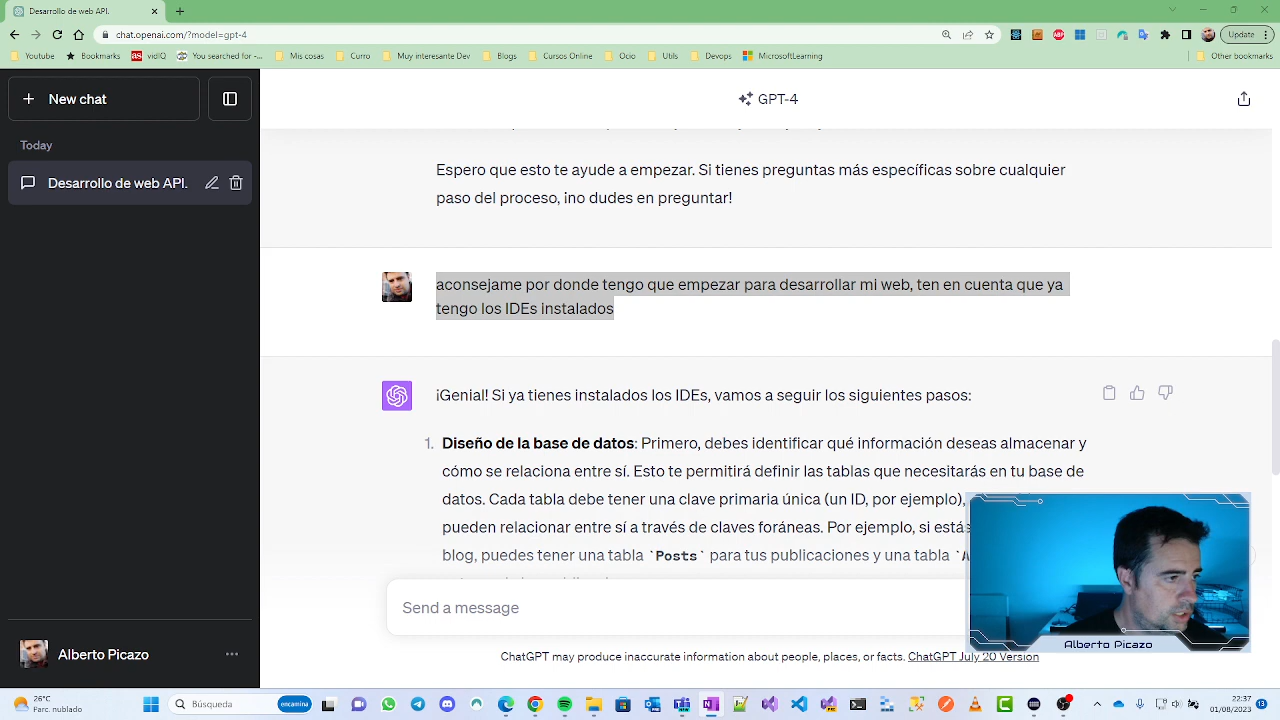 Desarrollo de web API.
chat.openai.com/?model=gpt-4
Update
Youtube
Bookmarks
vidIQ
You searched for -...
Mis cosas
Curro
Muy interesante Dev
Blogs
Cursos Online
Ocio
Utils
Devops
MicrosoftLearning
Other bookmarks
New chat
GPT-4
Today
Desarrollo de web API.
Espero que esto te ayude a empezar. Si tienes preguntas más específicas sobre cualquier
paso del proceso, ¡no dudes en preguntar!
aconsejame por donde tengo que empezar para desarrollar mi web, ten en cuenta que ya
tengo los IDEs instalados
¡Genial! Si ya tienes instalados los IDEs, vamos a seguir los siguientes pasos:
1. Diseño de la base de datos: Primero, debes identificar qué información deseas almacenar y
cómo se relaciona entre sí. Esto te permitirá definir las tablas que necesitarás en tu base de
datos. Cada tabla debe tener una clave primaria única (un ID, por ejemplo),
pueden relacionar entre sí a través de claves foráneas. Por ejemplo, si
blog, puedes tener una tabla `Posts` para tus publicaciones y una tabla
Send a message
Alberto Picazo
ChatGPT may produce inaccurate information about people, places, or facts. ChatGPT July 20 Version
Alberto Picazo
26°C
Parc. nublado
Búsqueda
encamina
22:37
01/08/2023